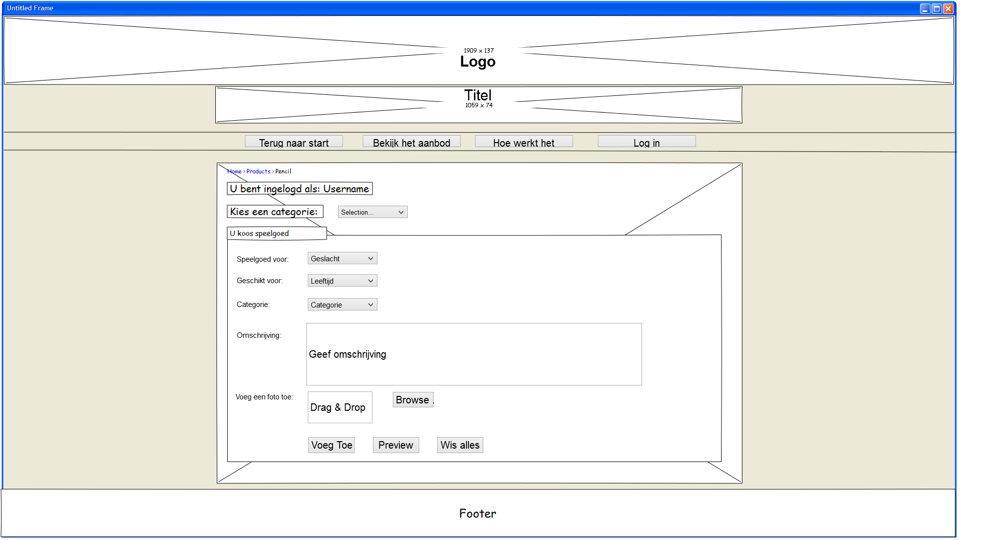 Untitled Frame
1909 x 137
Logo
Titel
1059 x 74
Terug naar start
Bekijk het aanbod
Hoe werkt het
Log in
Home > Products > Pencil
U bent ingelogd als: Username
Kies een categorie:
Selection...
U koos speelgoed
Speelgoed voor:
Geslacht
Geschikt voor:
Leeftijd
Categorie:
Categorie
Omschrijving:
Geef omschrijving
Voeg een foto toe:
Drag & Drop
Browse .
Voeg Toe
Preview
Wis alles
Footer